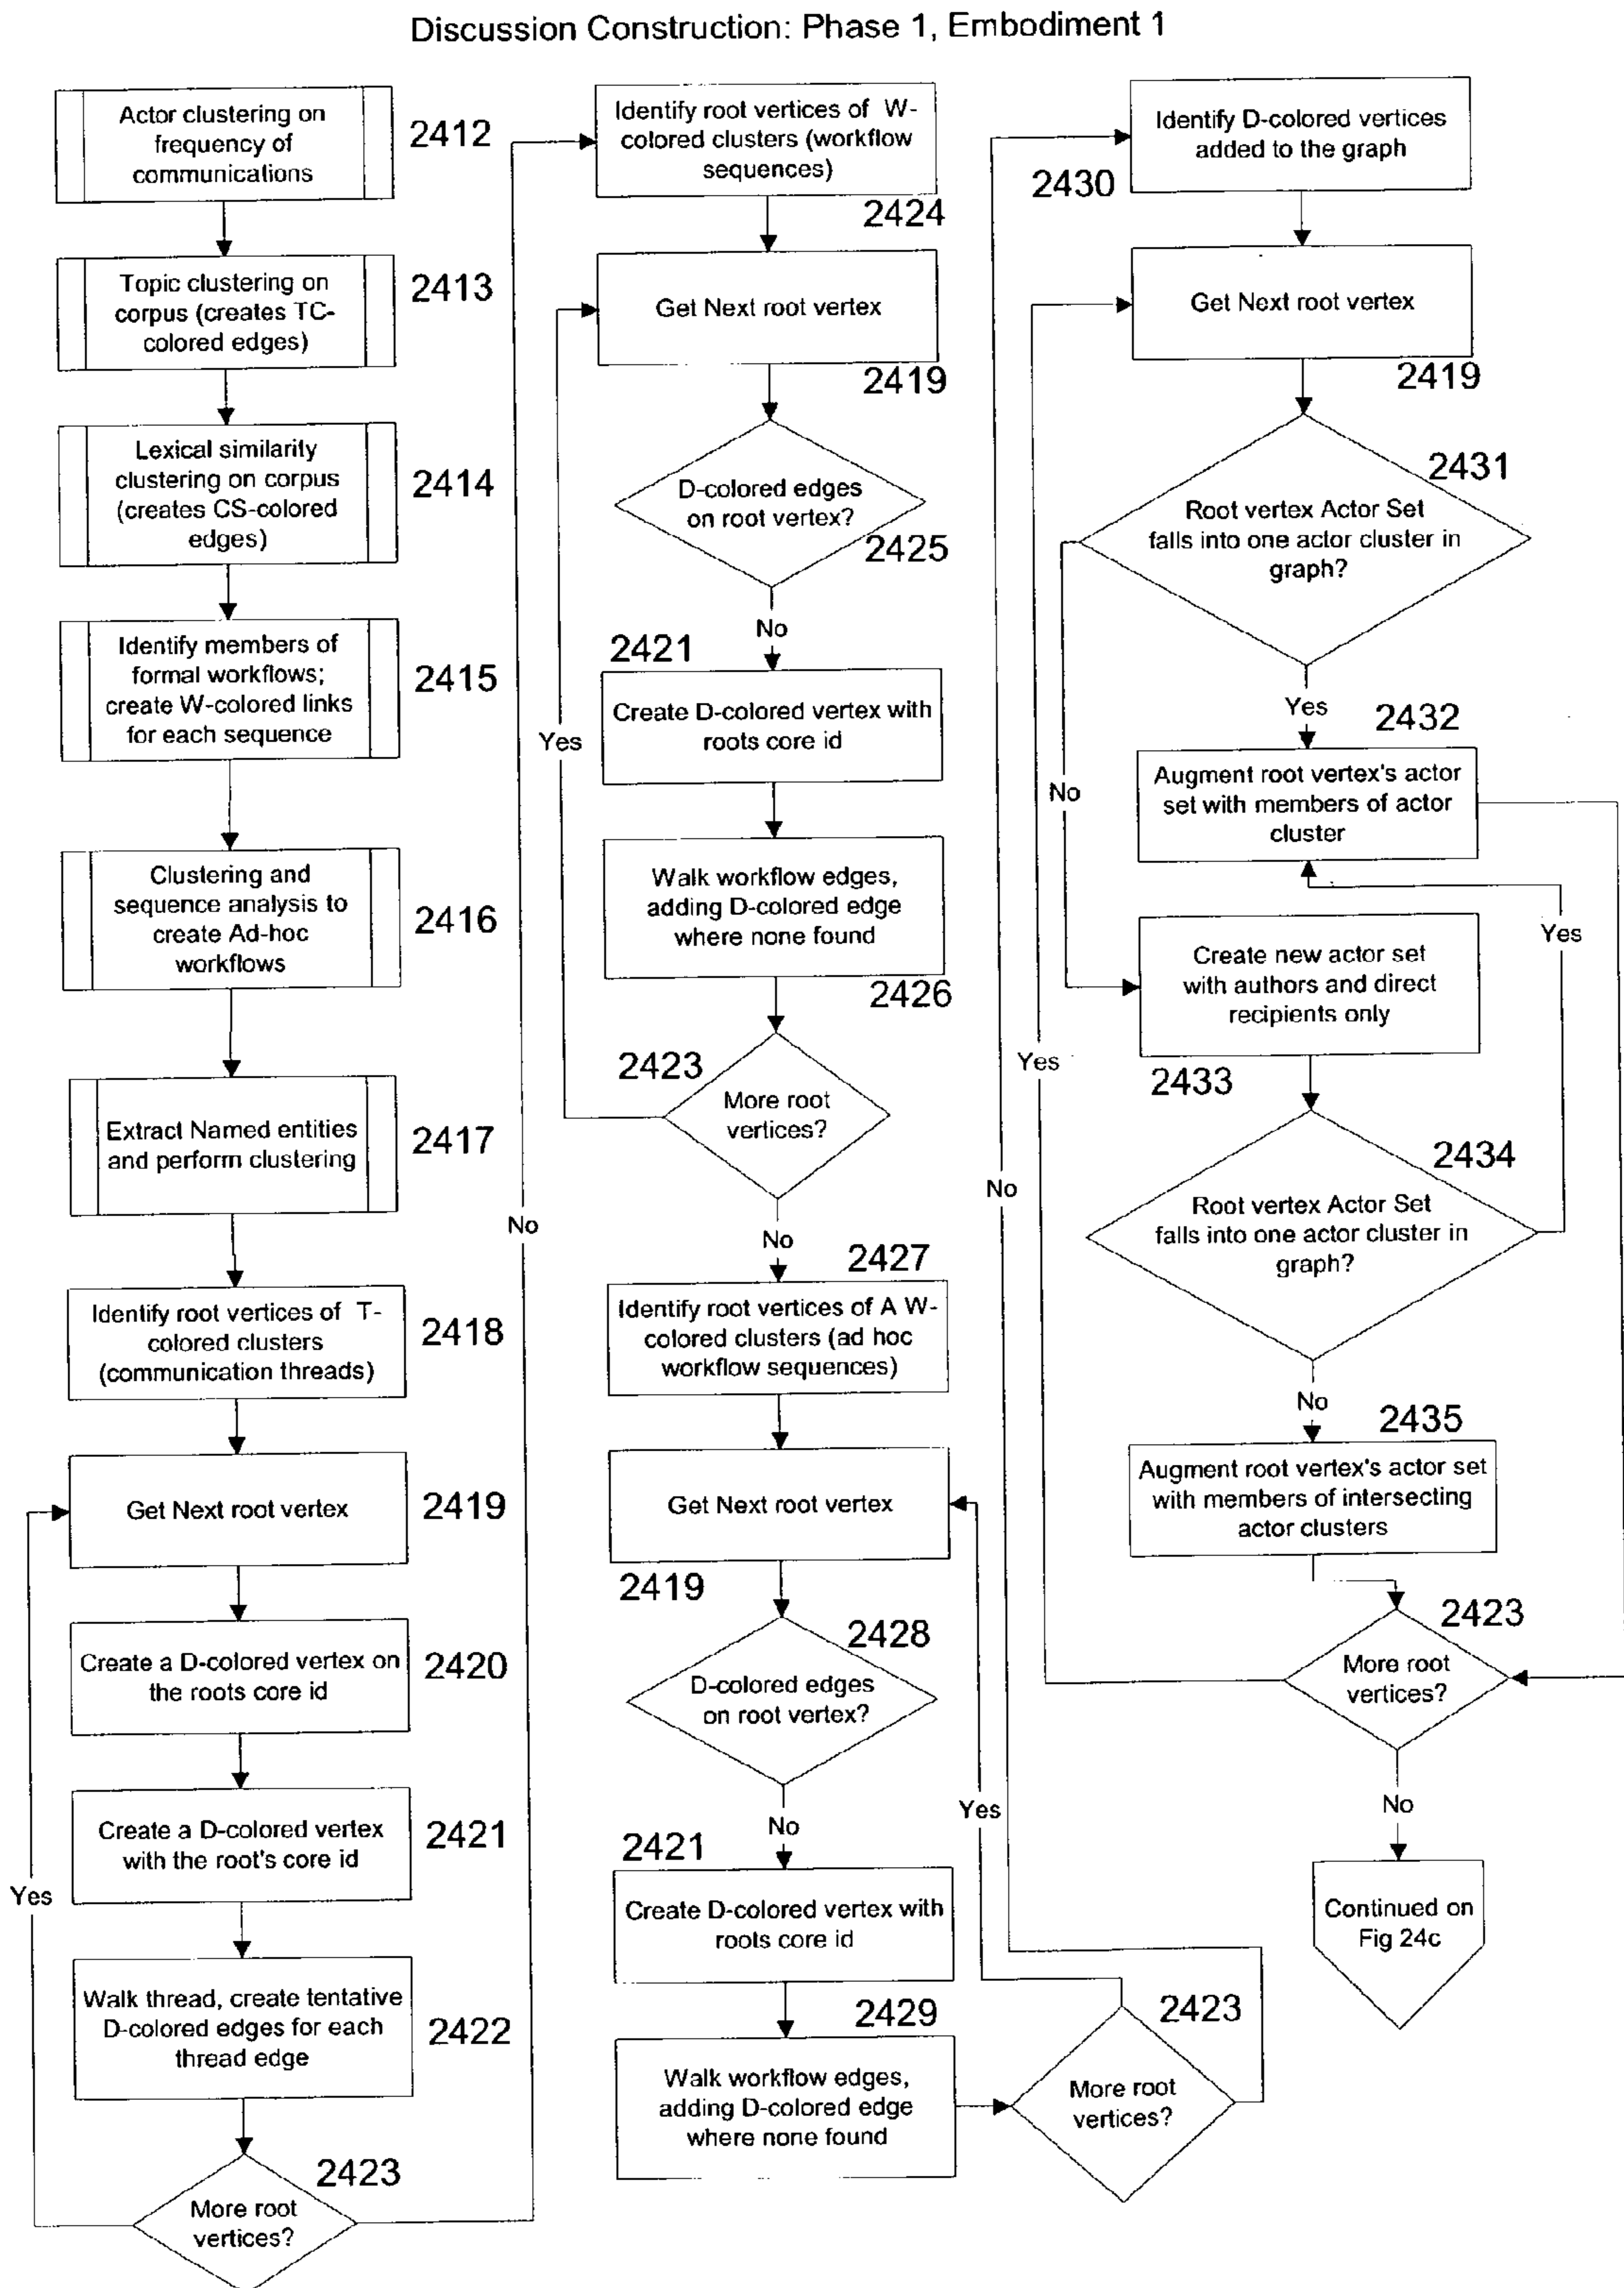 Discussion Construction: Phase 1, Embodiment 1
Actor clustering on
frequency of
communications
2412
Topic clustering on
corpus (creates TC-
colored edges)
2413
Lexical similarity
clustering on corpus
(creates CS-colored
edges)
2414
Identify members of
formal workflows;
create W-colored links
for each sequence
2415
Clustering and
sequence analysis to
create Ad-hoc
workflows
2416
Extract Named entities
and perform clustering
2417
Identify root vertices of T-
colored clusters
(communication threads)
2418
Get Next root vertex
2419
Create a D-colored vertex on
the roots core id
2420
Create a D-colored vertex
with the root's core id
2421
Yes
Walk thread, create tentative
D-colored edges for each
thread edge
2422
2423
More root
vertices?
No
Identify root vertices of W-
colored clusters (workflow
sequences)
2424
Get Next root vertex
2419
D-colored edges
on root vertex?
2425
No
2421
Create D-colored vertex with
roots core id
Yes
Walk workflow edges,
adding D-colored edge
where none found
2426
2423
More root
vertices?
No
2427
Identify root vertices of A W-
colored clusters (ad hoc
workflow sequences)
Get Next root vertex
2419
2428
D-colored edges
on root vertex?
No
Yes
2421
Create D-colored vertex with
roots core id
2429
Walk workflow edges,
adding D-colored edge
where none found
2423
More root
vertices?
No
Identify D-colored vertices
added to the graph
2430
Get Next root vertex
2419
2431
Root vertex Actor Set
falls into one actor cluster in
graph?
Yes
2432
No
Augment root vertex's actor
set with members of actor
cluster
Create new actor set
with authors and direct
recipients only
Yes
2433
Yes
2434
Root vertex Actor Set
falls into one actor cluster in
graph?
No
2435
Augment root vertex's actor set
with members of intersecting
actor clusters
2423
More root
vertices?
No
Continued on
Fig 24c